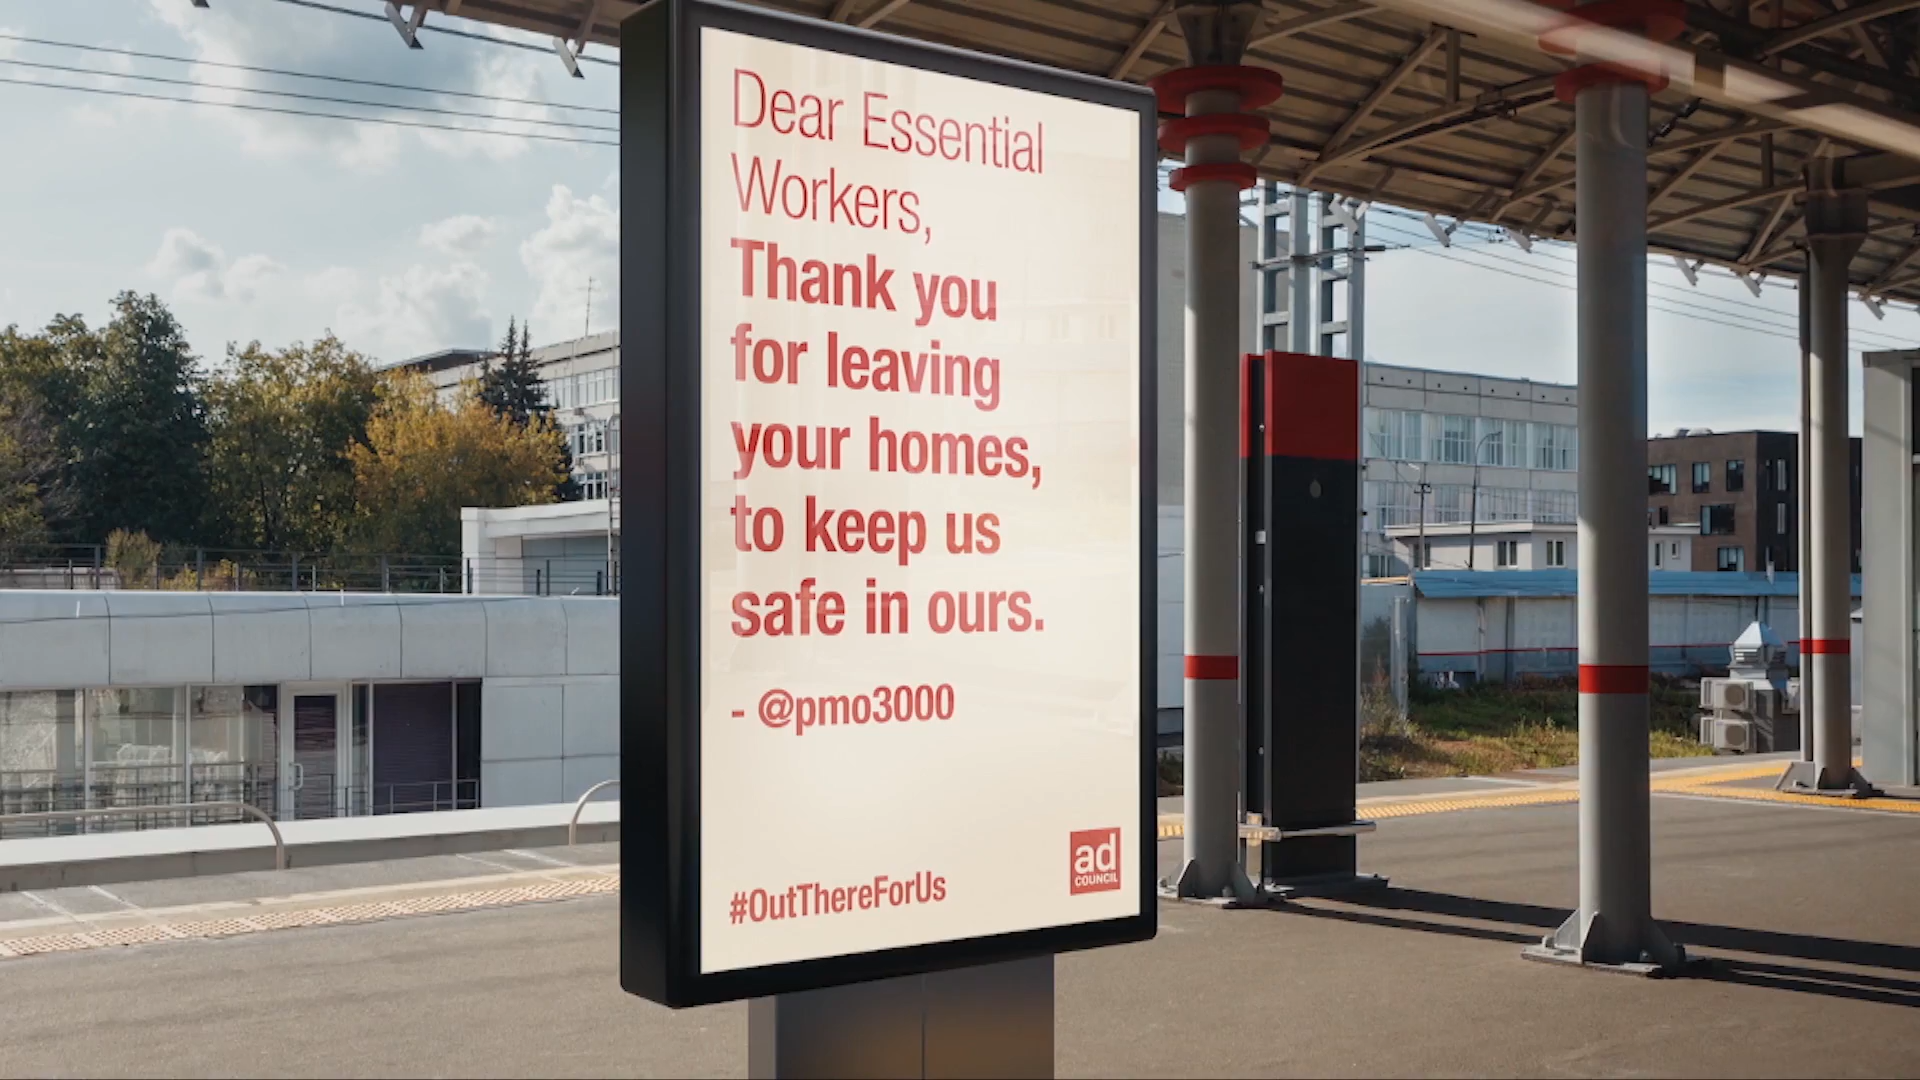 Dear Essential
Workers,
Thank you
for leaving
your homes,
to keep us
safe in ours.
- @pmo3000
#OutThereForUs
ad
COUNCIL